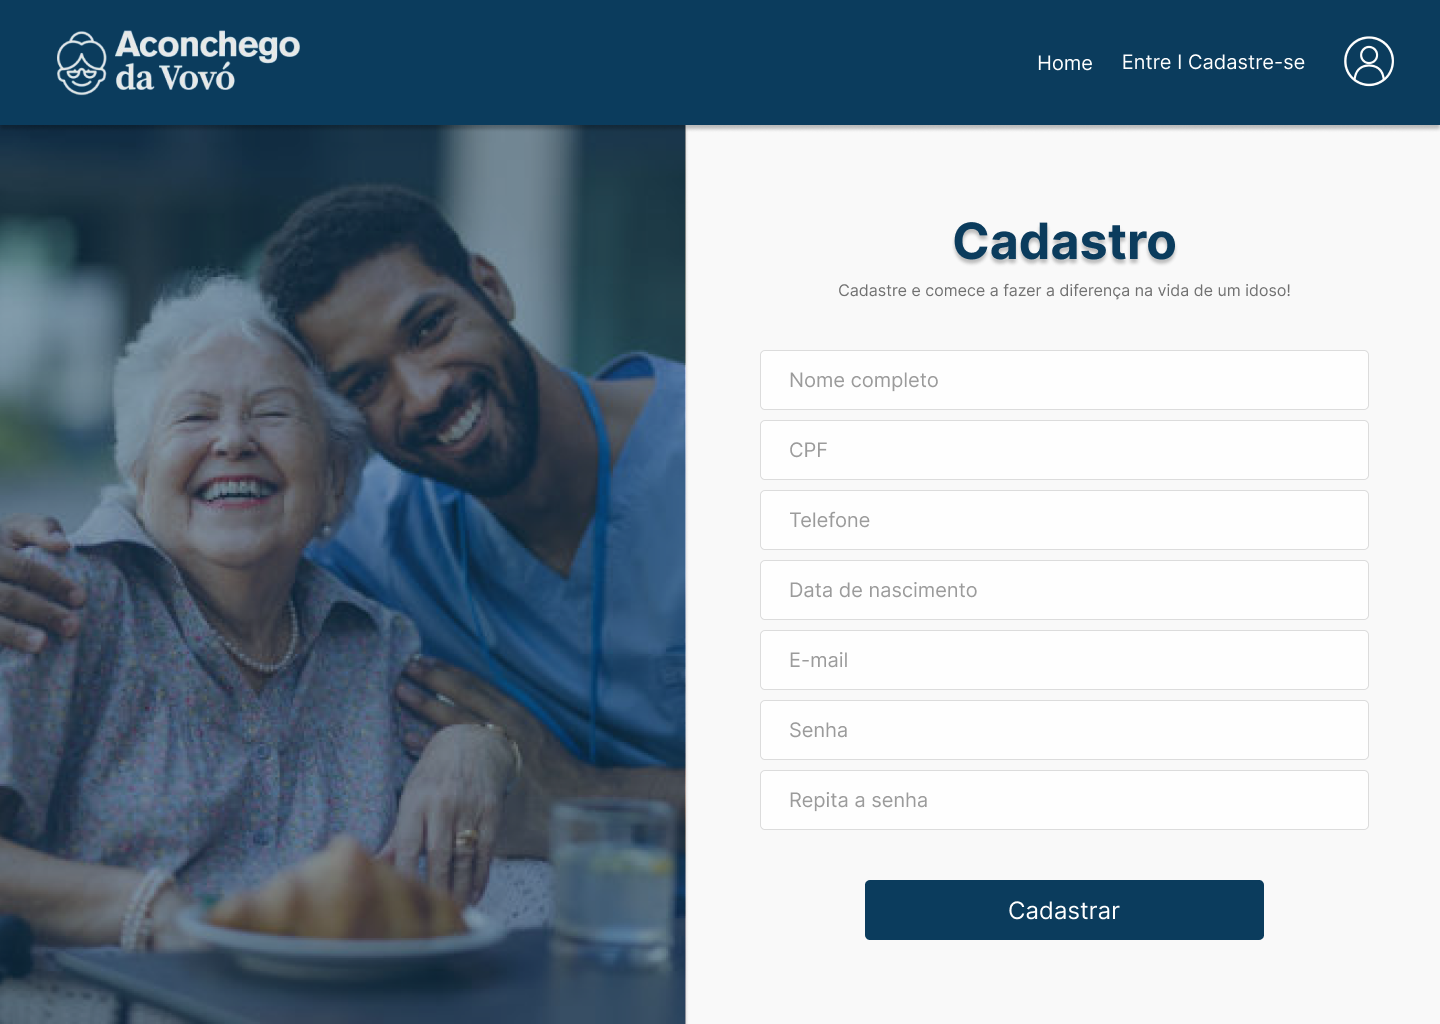 Aconchego
da Vovó
Home
Entre I Cadastre-se
Cadastro
Cadastre e comece a fazer a diferença na vida de um idoso!
Nome completo
CPF
Telefone
Data de nascimento
E-mail
Senha
Repita a senha
Cadastrar